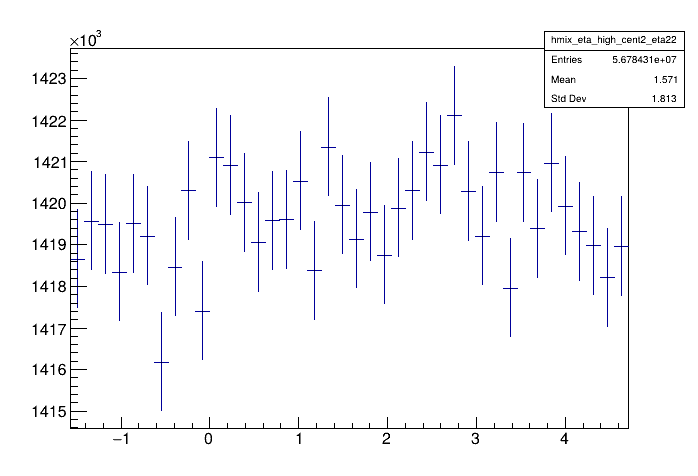 ×10³
hmix_eta_high_cent2_eta22
Entries 5.678431e+07
Mean 1.571
Std Dev 1.813
1423
1422
1421
1420
1419
1418
1417
1416
1415
−1 0 1 2 3 4